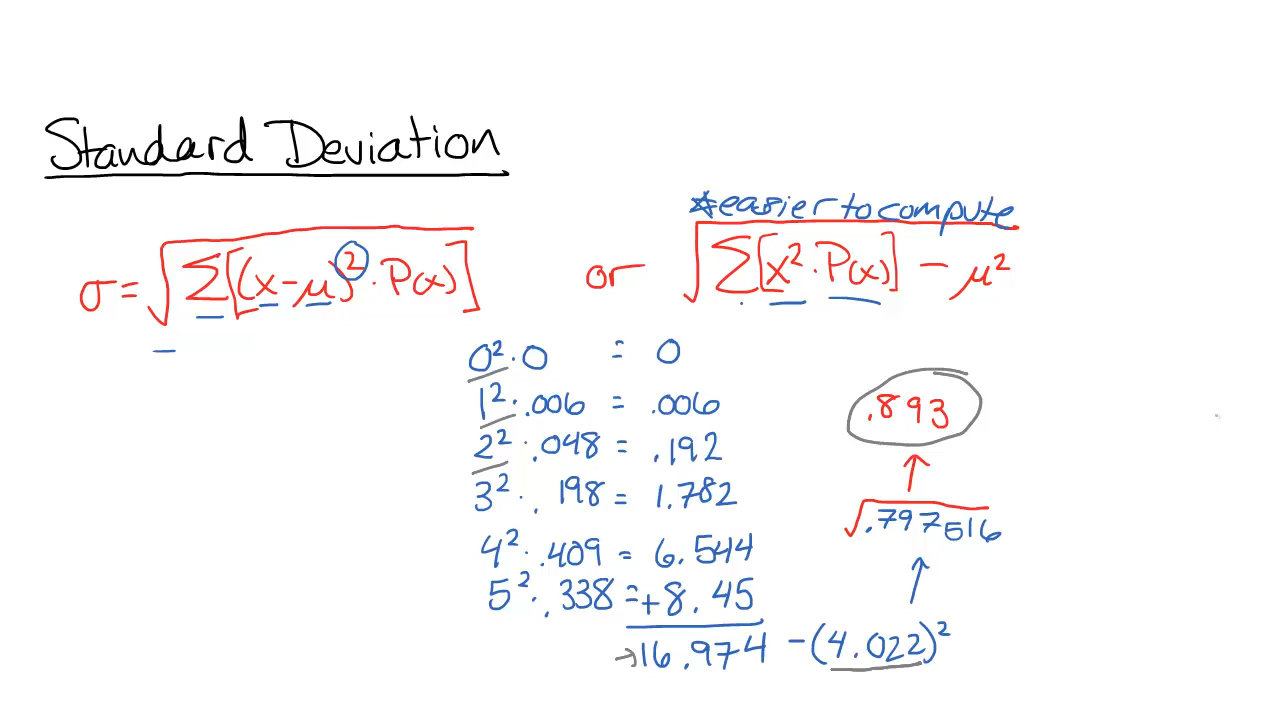 Standard Deviation
*easier to compute
σ = √Σ[(x-μ)² · P(x)] or √Σ[x² · P(x)] - μ²
0² · 0 = 0
1² · .006 = .006
.893
2² · .048 = .192
3² · .198 = 1.782
√.797516
4² · .409 = 6.544
5² · .338 = +8.45
→16.974 - (4.022)²